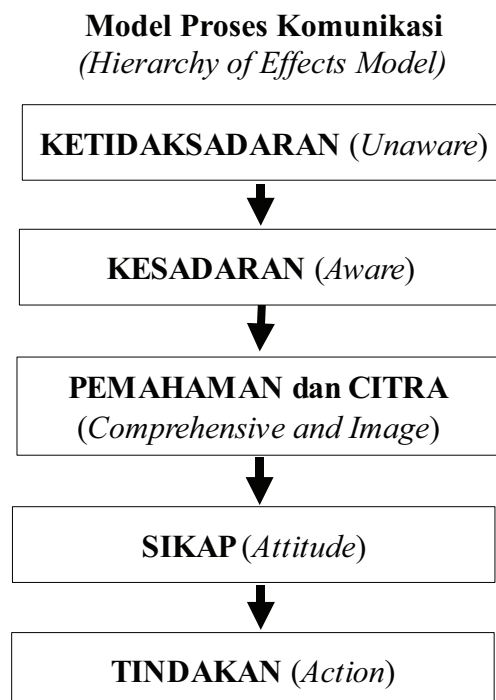 Model Proses Komunikasi
(Hierarchy of Effects Model)
KETIDAKSADARAN (Unaware)
KESADARAN (Aware)
PEMAHAMAN dan CITRA
(Comprehensive and Image)
SIKAP (Attitude)
TINDAKAN (Action)